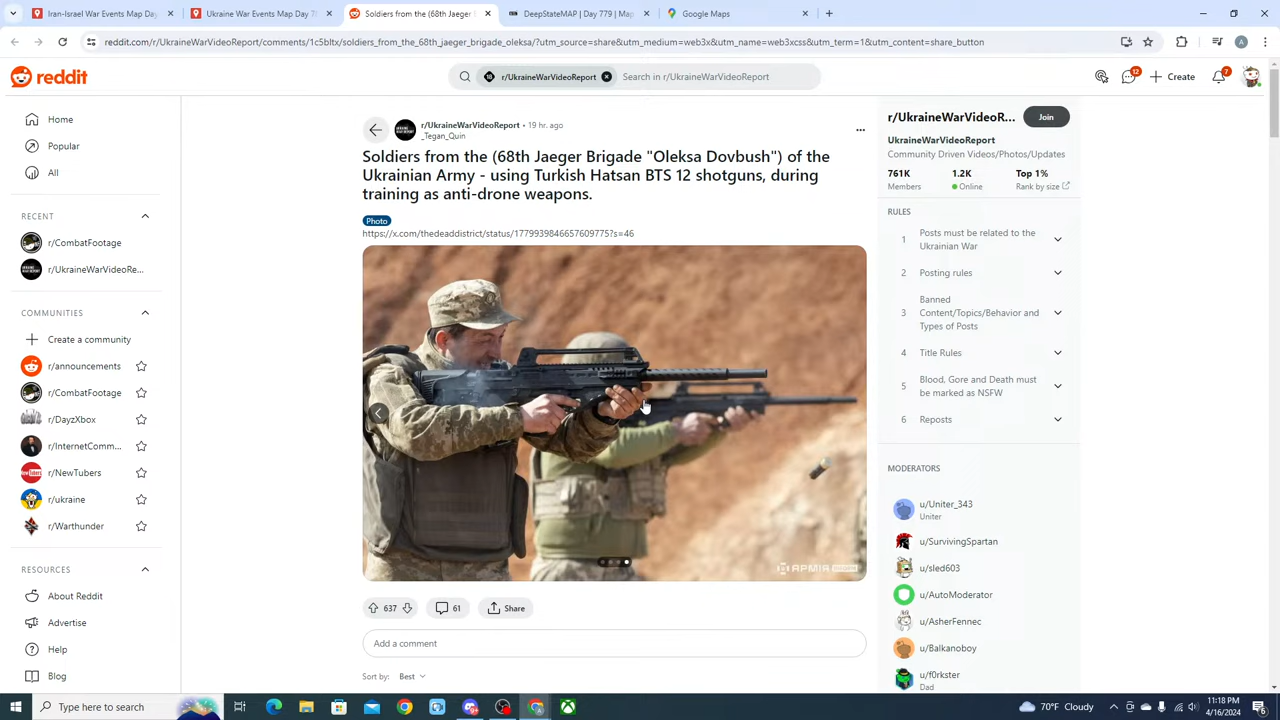 Iran-Israel War Events Map Day
Ukraine War Events Map Day 7
Soldiers from the (68th Jaeger B
DeepStateMAP | Day 779 | Map
Google Maps
reddit.com/r/UkraineWarVideoReport/comments/1c5bltx/soldiers_from_the_68th_jaeger_brigade_oleksa/?utm_source=share&utm_medium=web3x&utm_name=web3xcss&utm_term=1&utm_content=share_button
A
reddit
r/UkraineWarVideoReport
Search in r/UkraineWarVideoReport
12
Create
7
Home
Popular
All
RECENT
r/CombatFootage
r/UkraineWarVideoRe...
COMMUNITIES
Create a community
r/announcements
r/CombatFootage
r/DayzXbox
r/InternetComm...
r/NewTubers
r/ukraine
r/Warthunder
RESOURCES
About Reddit
Advertise
Help
Blog
r/UkraineWarVideoReport • 19 hr. ago
_Tegan_Quin
Soldiers from the (68th Jaeger Brigade "Oleksa Dovbush") of the
Ukrainian Army - using Turkish Hatsan BTS 12 shotguns, during
training as anti-drone weapons.
Photo
https://x.com/thedeaddistrict/status/1779939846657609775?s=46
АРМІЯ
637
61
Share
Add a comment
Sort by: Best
r/UkraineWarVideoR...
Join
UkraineWarVideoReport
Community Driven Videos/Photos/Updates
761K
1.2K
Top 1%
Members
Online
Rank by size
RULES
1 Posts must be related to the
Ukrainian War
2 Posting rules
3 Banned
Content/Topics/Behavior and
Types of Posts
4 Title Rules
5 Blood, Gore and Death must
be marked as NSFW
6 Reposts
MODERATORS
u/Uniter_343
Uniter
u/SurvivingSpartan
u/sled603
u/AutoModerator
u/AsherFennec
u/Balkanoboy
u/f0rkster
Dad
Type here to search
70°F Cloudy
11:18 PM
4/16/2024
6